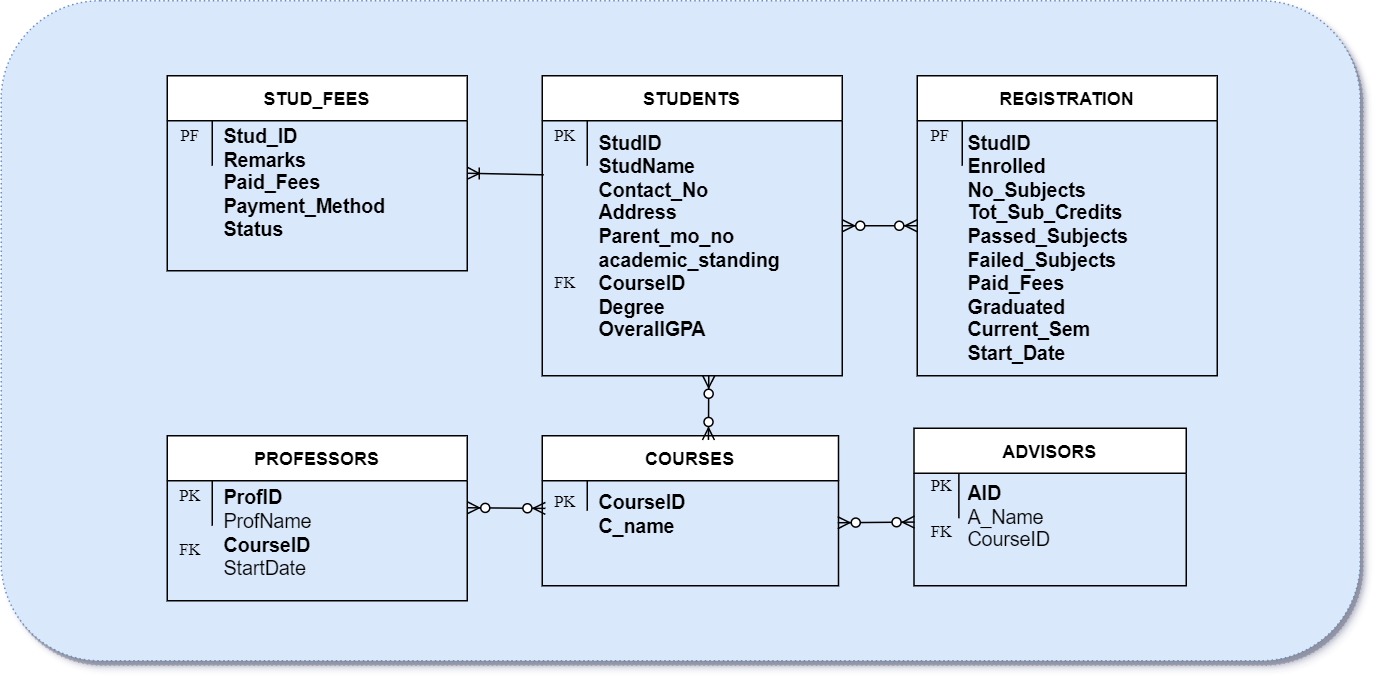 STUD_FEES
PF Stud_ID
Remarks
Paid_Fees
Payment_Method
Status
STUDENTS
PK StudID
StudName
Contact_No
Address
Parent_mo_no
academic_standing
FK CourseID
Degree
OverallGPA
REGISTRATION
PF StudID
Enrolled
No_Subjects
Tot_Sub_Credits
Passed_Subjects
Failed_Subjects
Paid_Fees
Graduated
Current_Sem
Start_Date
PROFESSORS
PK ProfID
ProfName
FK CourseID
StartDate
COURSES
PK CourseID
C_name
ADVISORS
PK AID
A_Name
FK CourseID